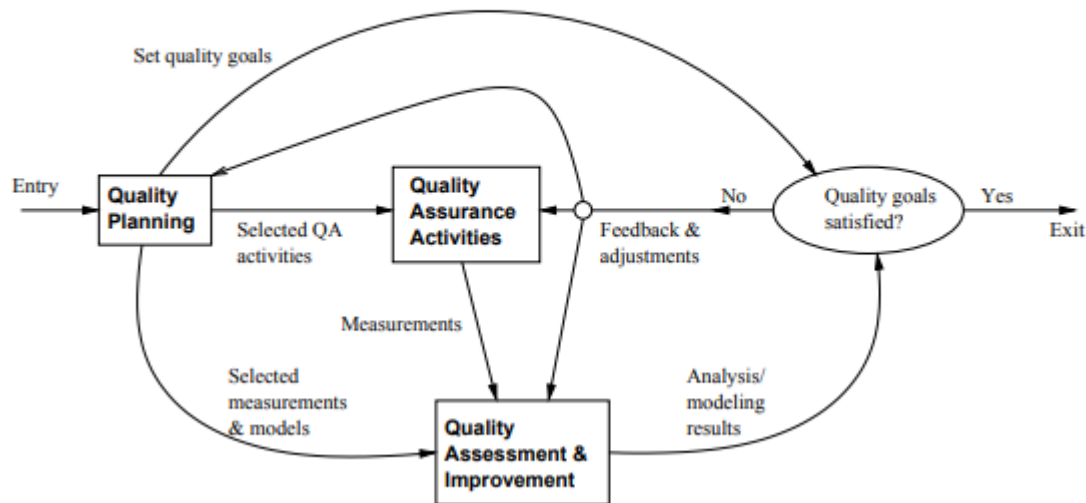 Set quality goals
Entry
Quality
Planning
Selected QA
activities
Quality
Assurance
Activities
No
Feedback &
adjustments
Quality goals
satisfied?
Yes
Exit
Measurements
Selected
measurements
& models
Quality
Assessment &
Improvement
Analysis/
modeling
results